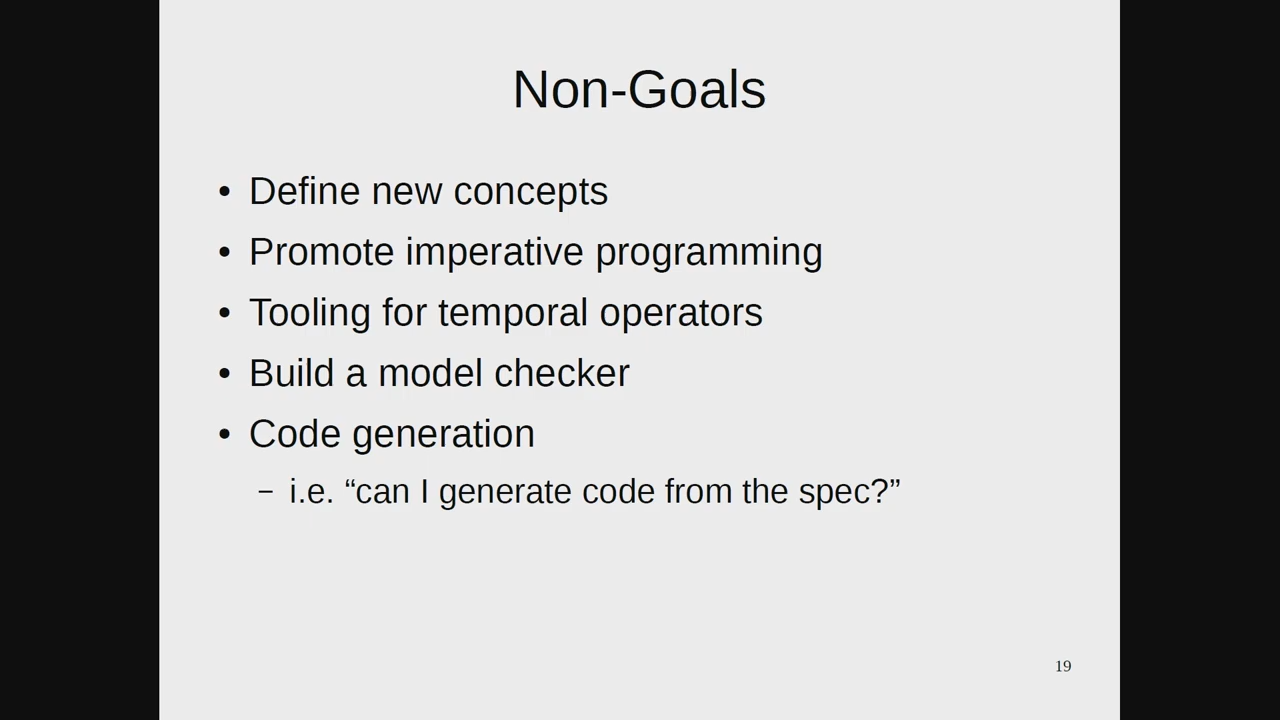 Non-Goals
• Define new concepts
• Promote imperative programming
• Tooling for temporal operators
• Build a model checker
• Code generation
– i.e. “can I generate code from the spec?”
19